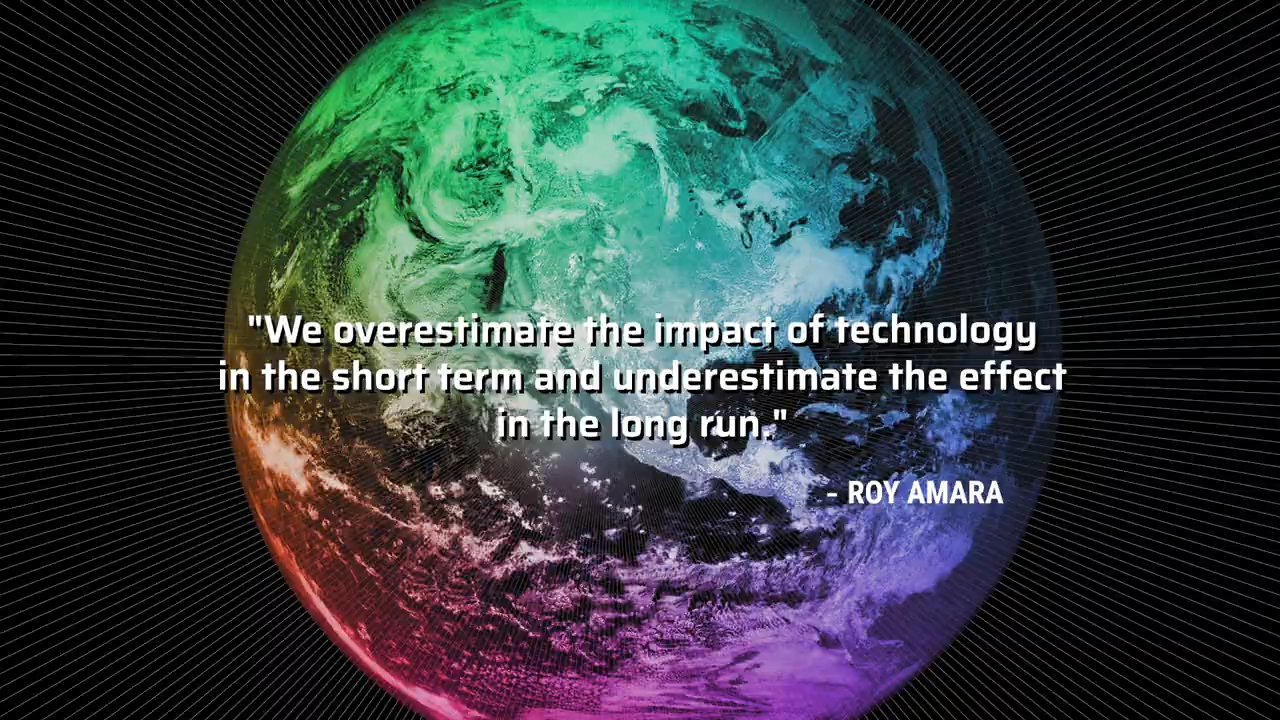 "We overestimate the impact of technology
in the short term and underestimate the effect
in the long run."
- ROY AMARA